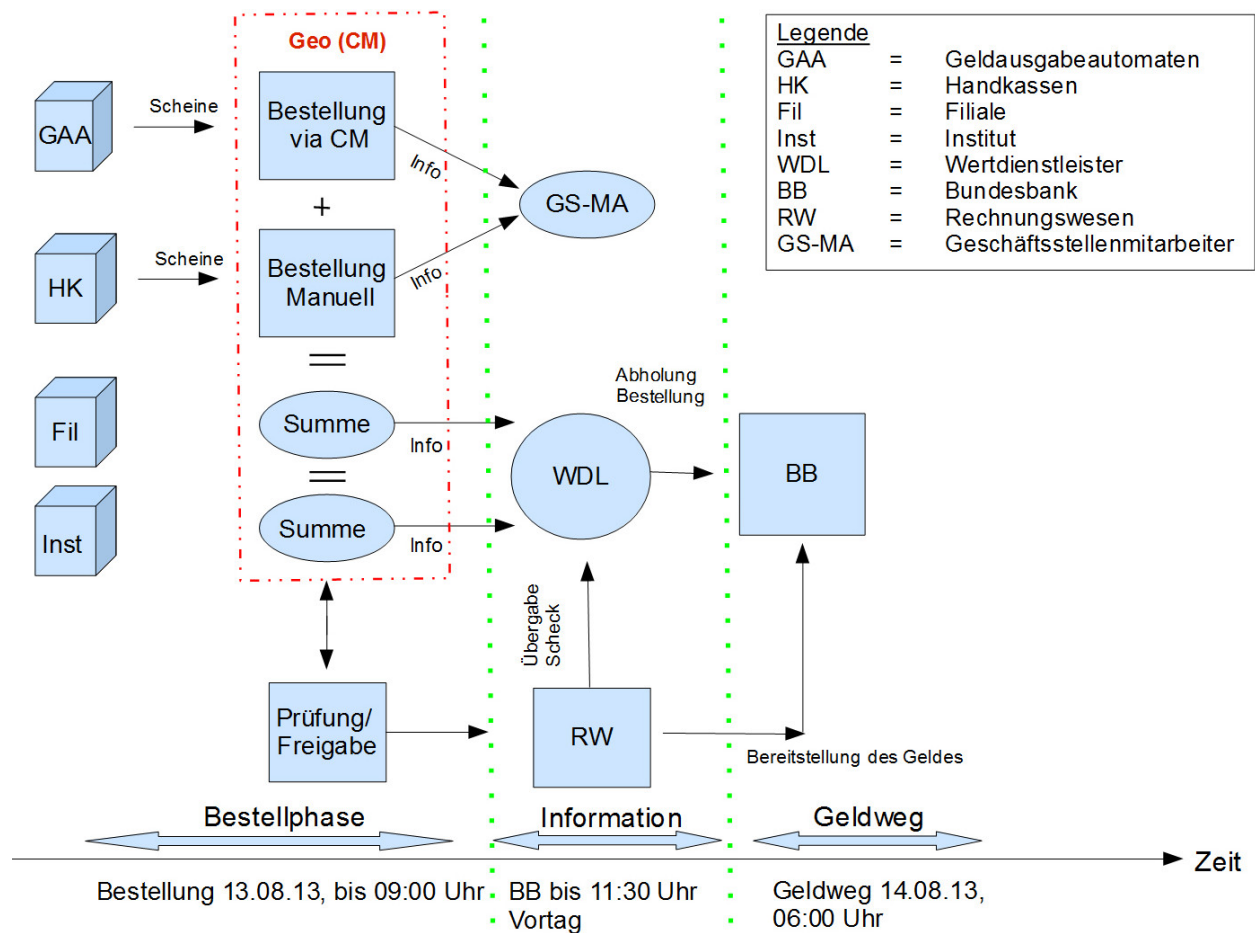 Geo (CM)
Legende
GAA = Geldausgabeautomaten
HK = Handkassen
Fil = Filiale
Inst = Institut
WDL = Wertdienstleister
BB = Bundesbank
RW = Rechnungswesen
GS-MA = Geschäftsstellenmitarbeiter
GAA
Scheine
Bestellung
via CM
Info
GS-MA
+
HK
Scheine
Bestellung
Manuell
Info
=
Fil
Summe
Info
Abholung
Bestellung
WDL
BB
=
Inst
Summe
Info
Übergabe
Scheck
Prüfung/
Freigabe
RW
Bereitstellung des Geldes
Bestellphase
Information
Geldweg
Zeit
Bestellung 13.08.13, bis 09:00 Uhr
BB bis 11:30 Uhr
Vortag
Geldweg 14.08.13,
06:00 Uhr